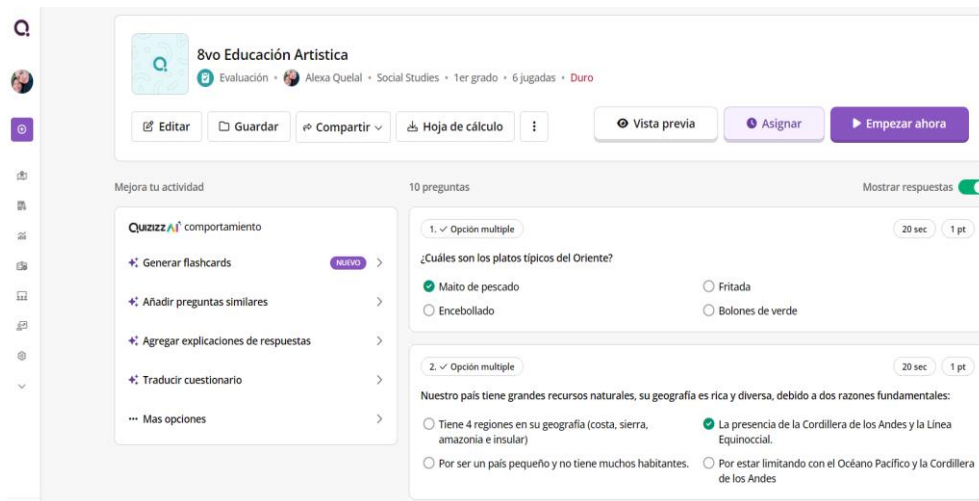 8vo Educación Artistica
Evaluación • Alexa Quelal • Social Studies • 1er grado • 6 jugadas • Duro
Editar
Guardar
Compartir
Hoja de cálculo
Vista previa
Asignar
Empezar ahora
Mejora tu actividad
Quizizz AI comportamiento
Generar flashcards
NUEVO
Añadir preguntas similares
Agregar explicaciones de respuestas
Traducir cuestionario
Mas opciones
10 preguntas
Mostrar respuestas
1. Opción multiple
20 sec
1 pt
¿Cuáles son los platos típicos del Oriente?
Maito de pescado
Fritada
Encebollado
Bolones de verde
2. Opción multiple
20 sec
1 pt
Nuestro país tiene grandes recursos naturales, su geografía es rica y diversa, debido a dos razones fundamentales:
Tiene 4 regiones en su geografía (costa, sierra,
amazonia e insular)
La presencia de la Cordillera de los Andes y la Línea
Equinoccial.
Por ser un país pequeño y no tiene muchos habitantes.
Por estar limitando con el Océano Pacífico y la Cordillera
de los Andes